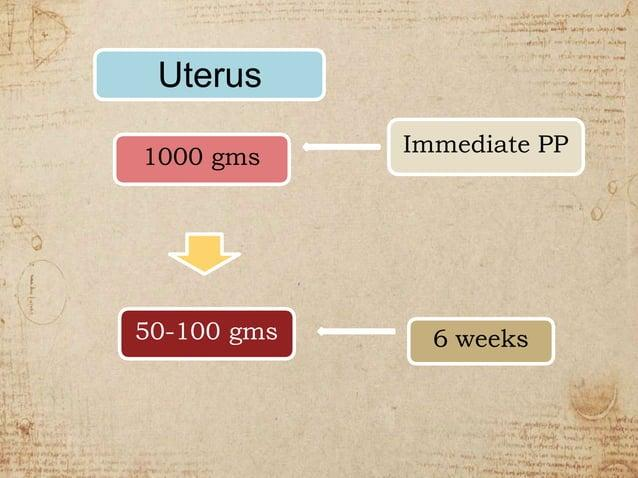 Uterus
1000 gms
Immediate PP
50-100 gms
6 weeks